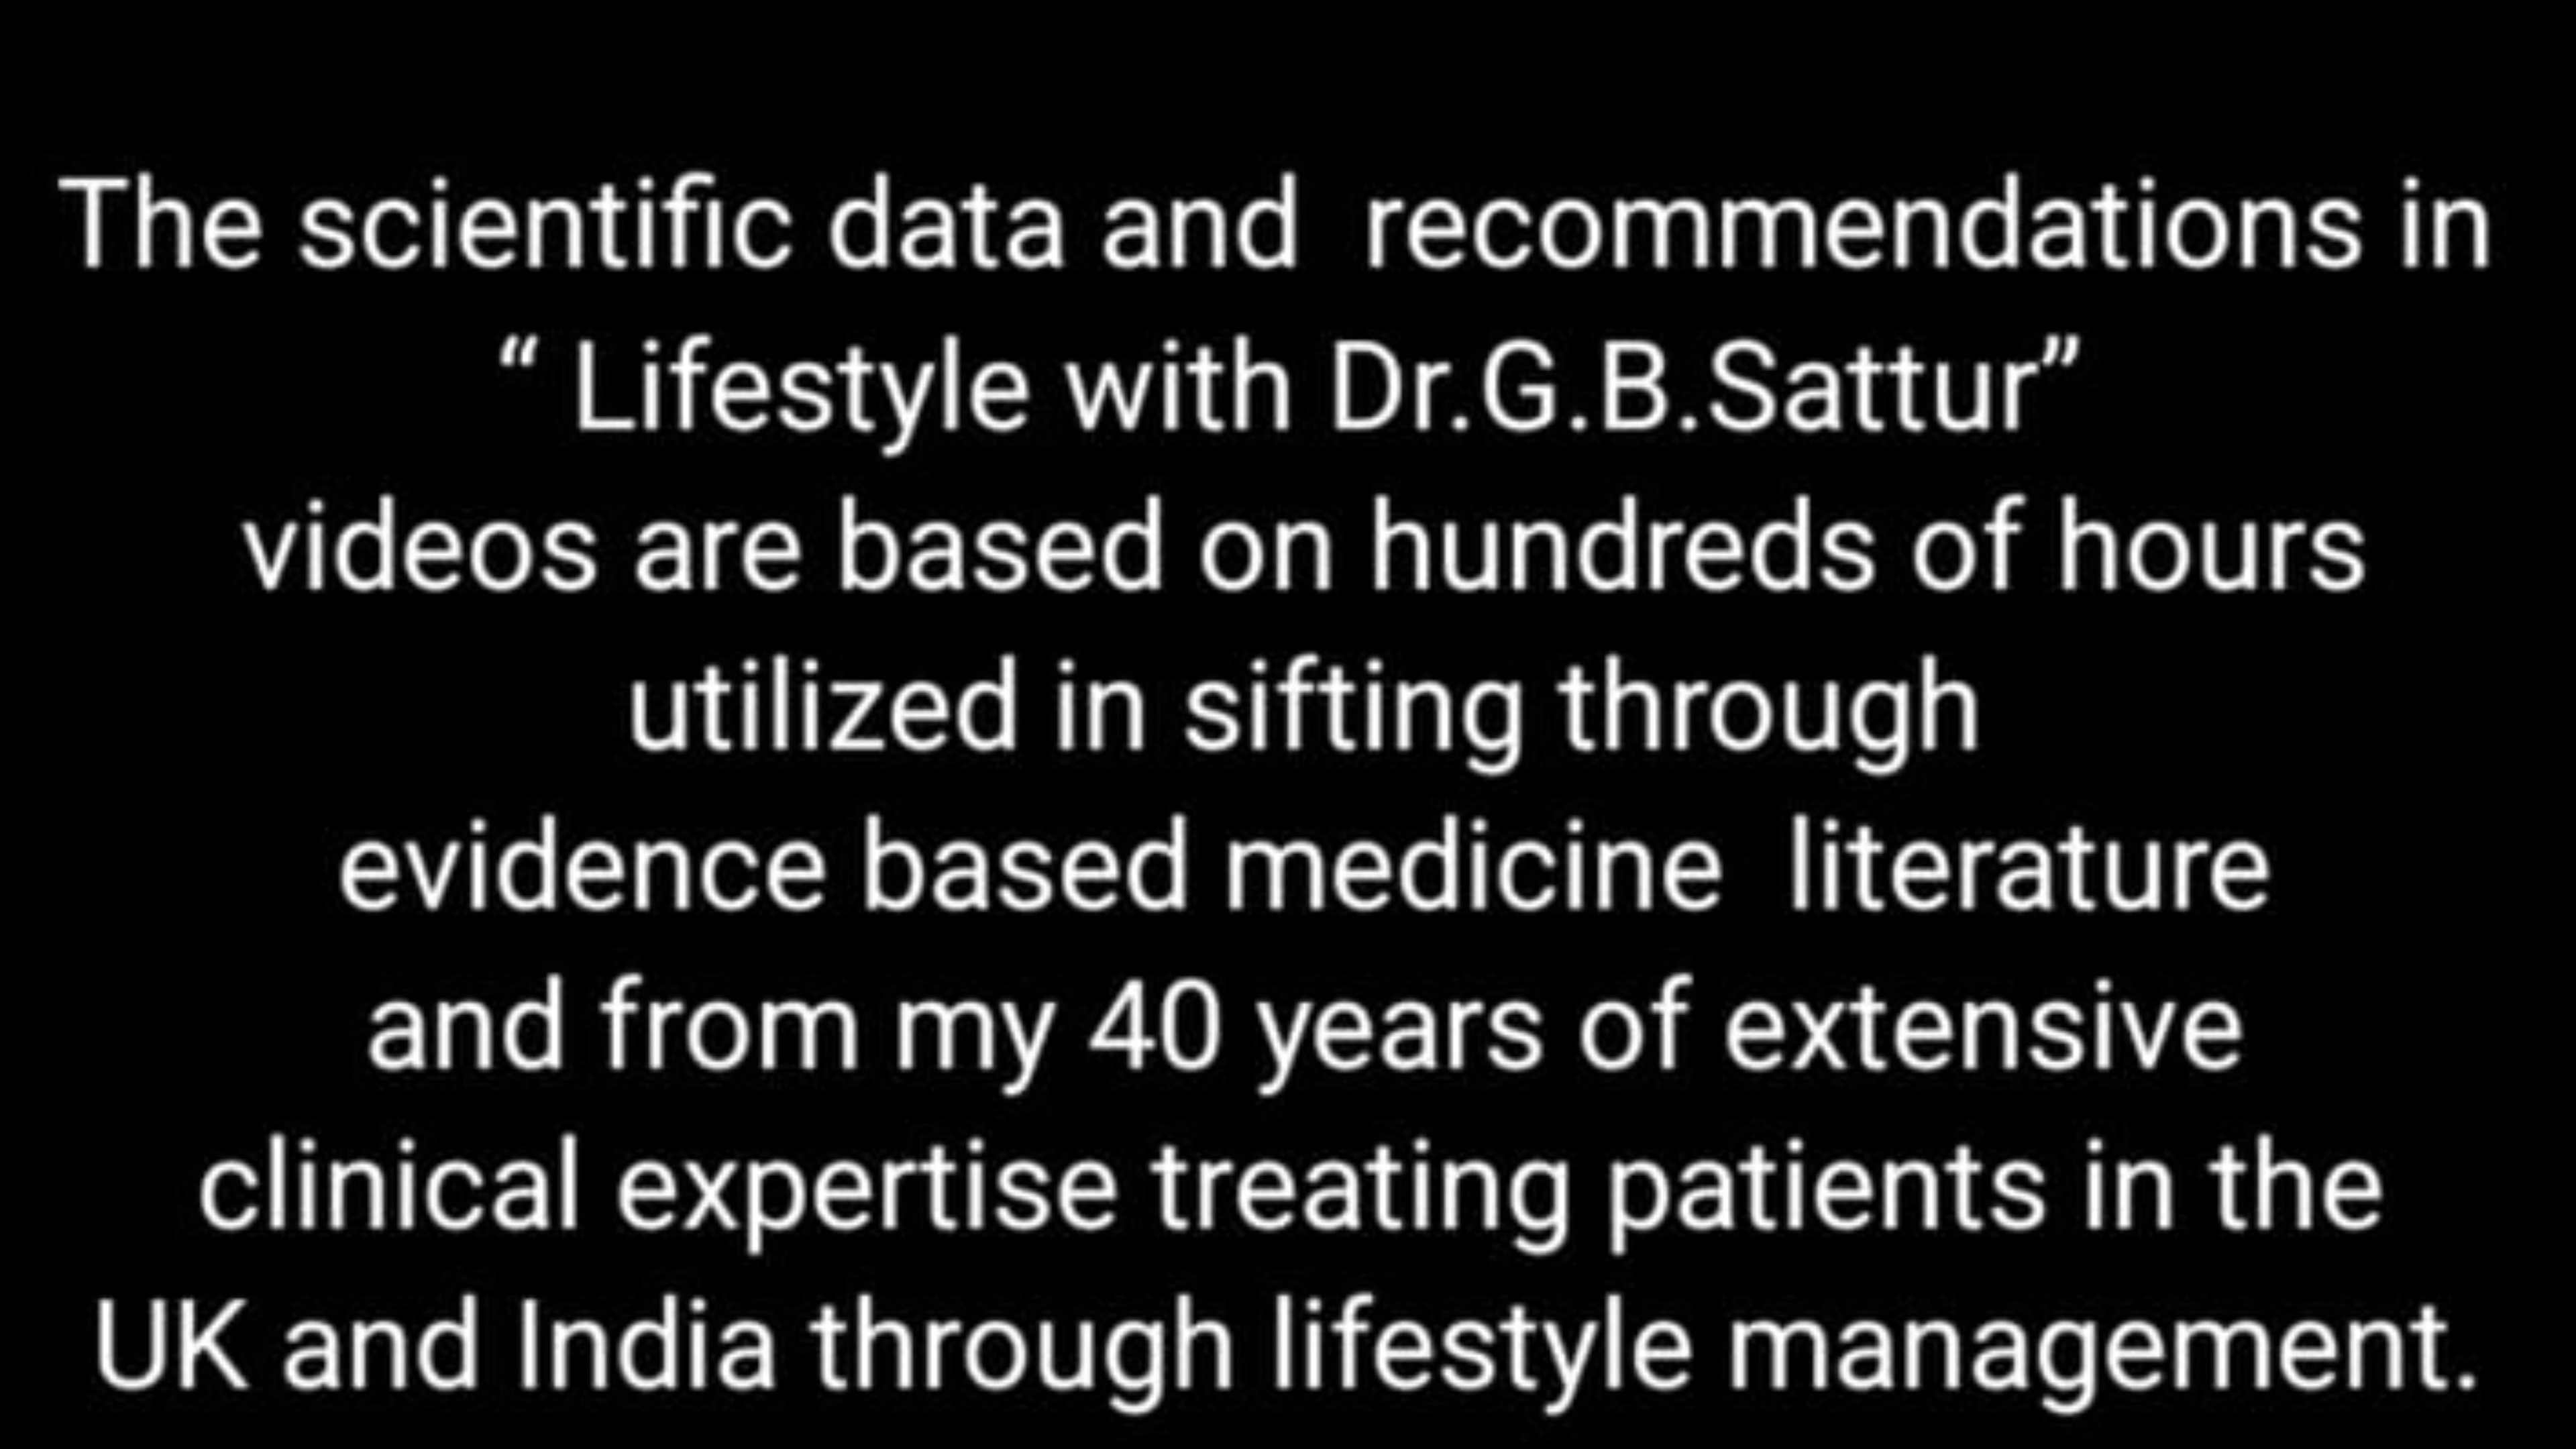 The scientific data and  recommendations in
“ Lifestyle with Dr.G.B.Sattur”
videos are based on hundreds of hours
utilized in sifting through
evidence based medicine  literature
and from my 40 years of extensive
clinical expertise treating patients in the
UK and India through lifestyle management.